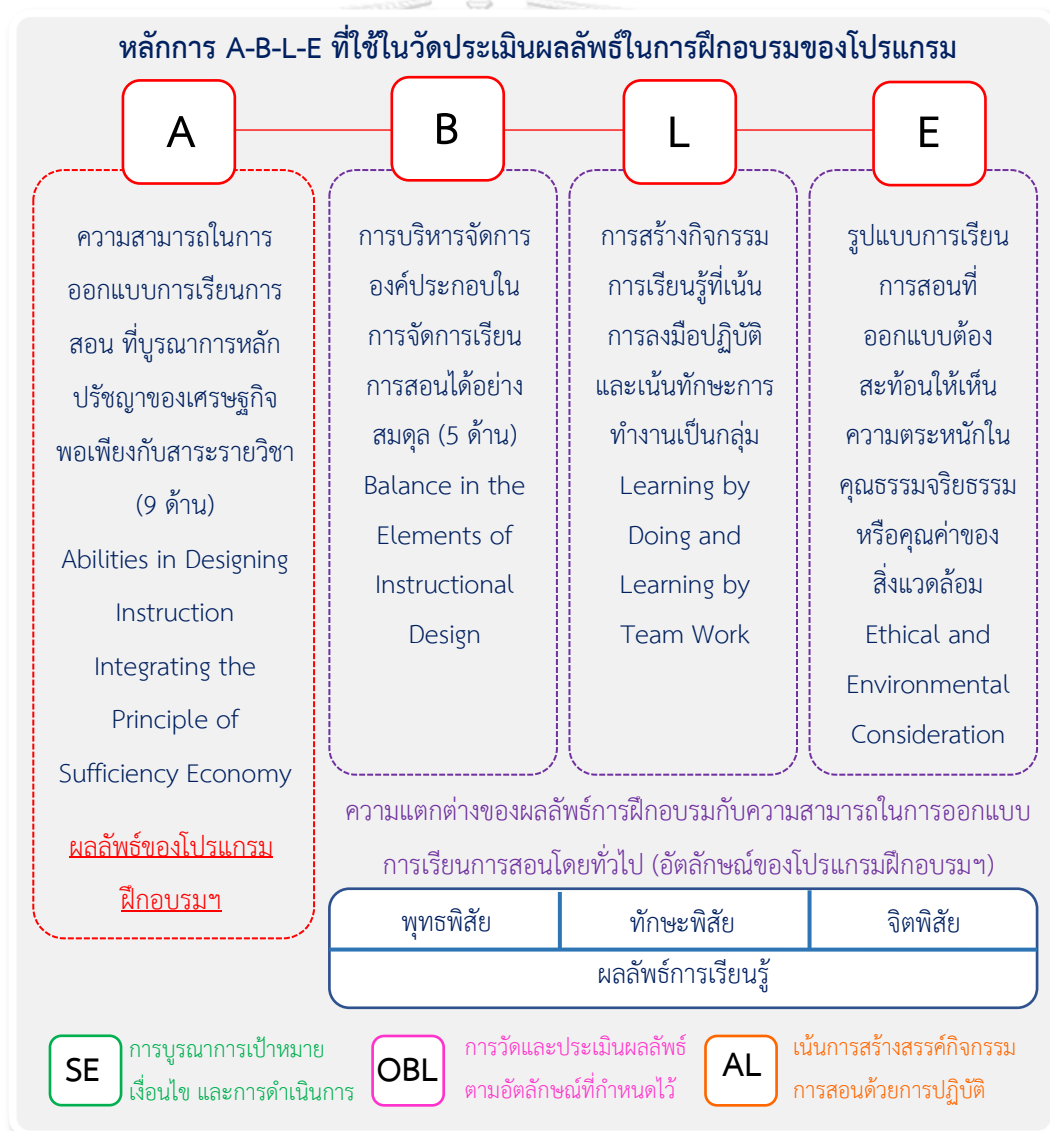 หลักการ A-B-L-E ที่ใช้ในวัดประเมินผลลัพธ์ในการฝึกอบรมของโปรแกรม
A
ความสามารถในการ
ออกแบบการเรียนการ
สอน ที่บูรณาการหลัก
ปรัชญาของเศรษฐกิจ
พอเพียงกับสาระรายวิชา
(9 ด้าน)
Abilities in Designing
Instruction
Integrating the
Principle of
Sufficiency Economy
ผลลัพธ์ของโปรแกรม
ฝึกอบรมฯ
B
การบริหารจัดการ
องค์ประกอบใน
การจัดการเรียน
การสอนได้อย่าง
สมดุล (5 ด้าน)
Balance in the
Elements of
Instructional
Design
L
การสร้างกิจกรรม
การเรียนรู้ที่เน้น
การลงมือปฏิบัติ
และเน้นทักษะการ
ทำงานเป็นกลุ่ม
Learning by
Doing and
Learning by
Team Work
E
รูปแบบการเรียน
การสอนที่
ออกแบบต้อง
สะท้อนให้เห็น
ความตระหนักใน
คุณธรรมจริยธรรม
หรือคุณค่าของ
สิ่งแวดล้อม
Ethical and
Environmental
Consideration
ความแตกต่างของผลลัพธ์การฝึกอบรมกับความสามารถในการออกแบบ
การเรียนการสอนโดยทั่วไป (อัตลักษณ์ของโปรแกรมฝึกอบรมฯ)
พุทธพิสัย
ทักษะพิสัย
จิตพิสัย
ผลลัพธ์การเรียนรู้
SE
การบูรณาการเป้าหมาย
เงื่อนไข และการดำเนินการ
OBL
การวัดและประเมินผลลัพธ์
ตามอัตลักษณ์ที่กำหนดไว้
AL
เน้นการสร้างสรรค์กิจกรรม
การสอนด้วยการปฏิบัติ